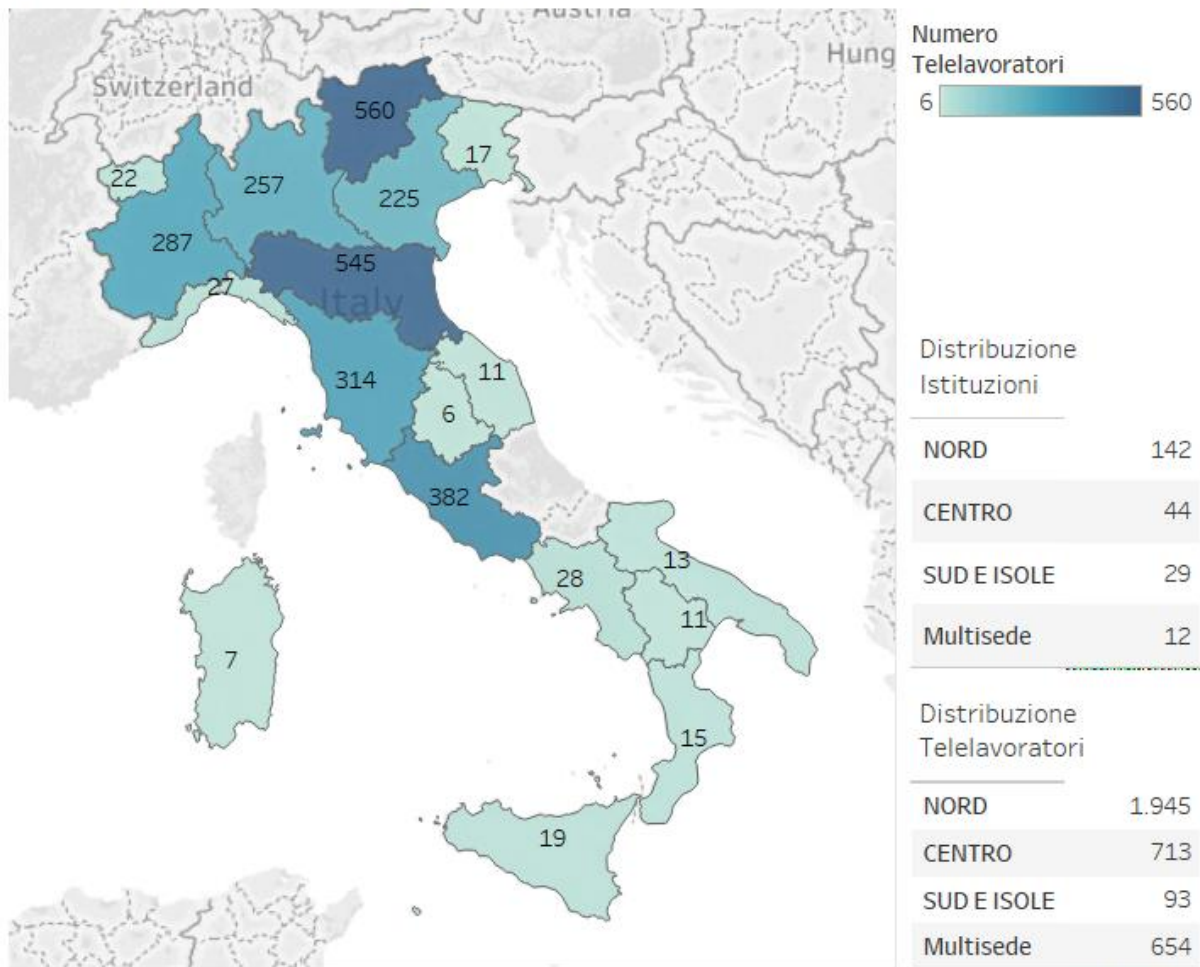 Austria
Hung
Switzerland
560
17
22
257
225
287
545
27
Italy
314
11
6
382
13
28
11
7
15
19
Numero
Telelavoratori
6
560
Distribuzione
Istituzioni
NORD 142
CENTRO 44
SUD E ISOLE 29
Multisede 12
Distribuzione
Telelavoratori
NORD 1.945
CENTRO 713
SUD E ISOLE 93
Multisede 654